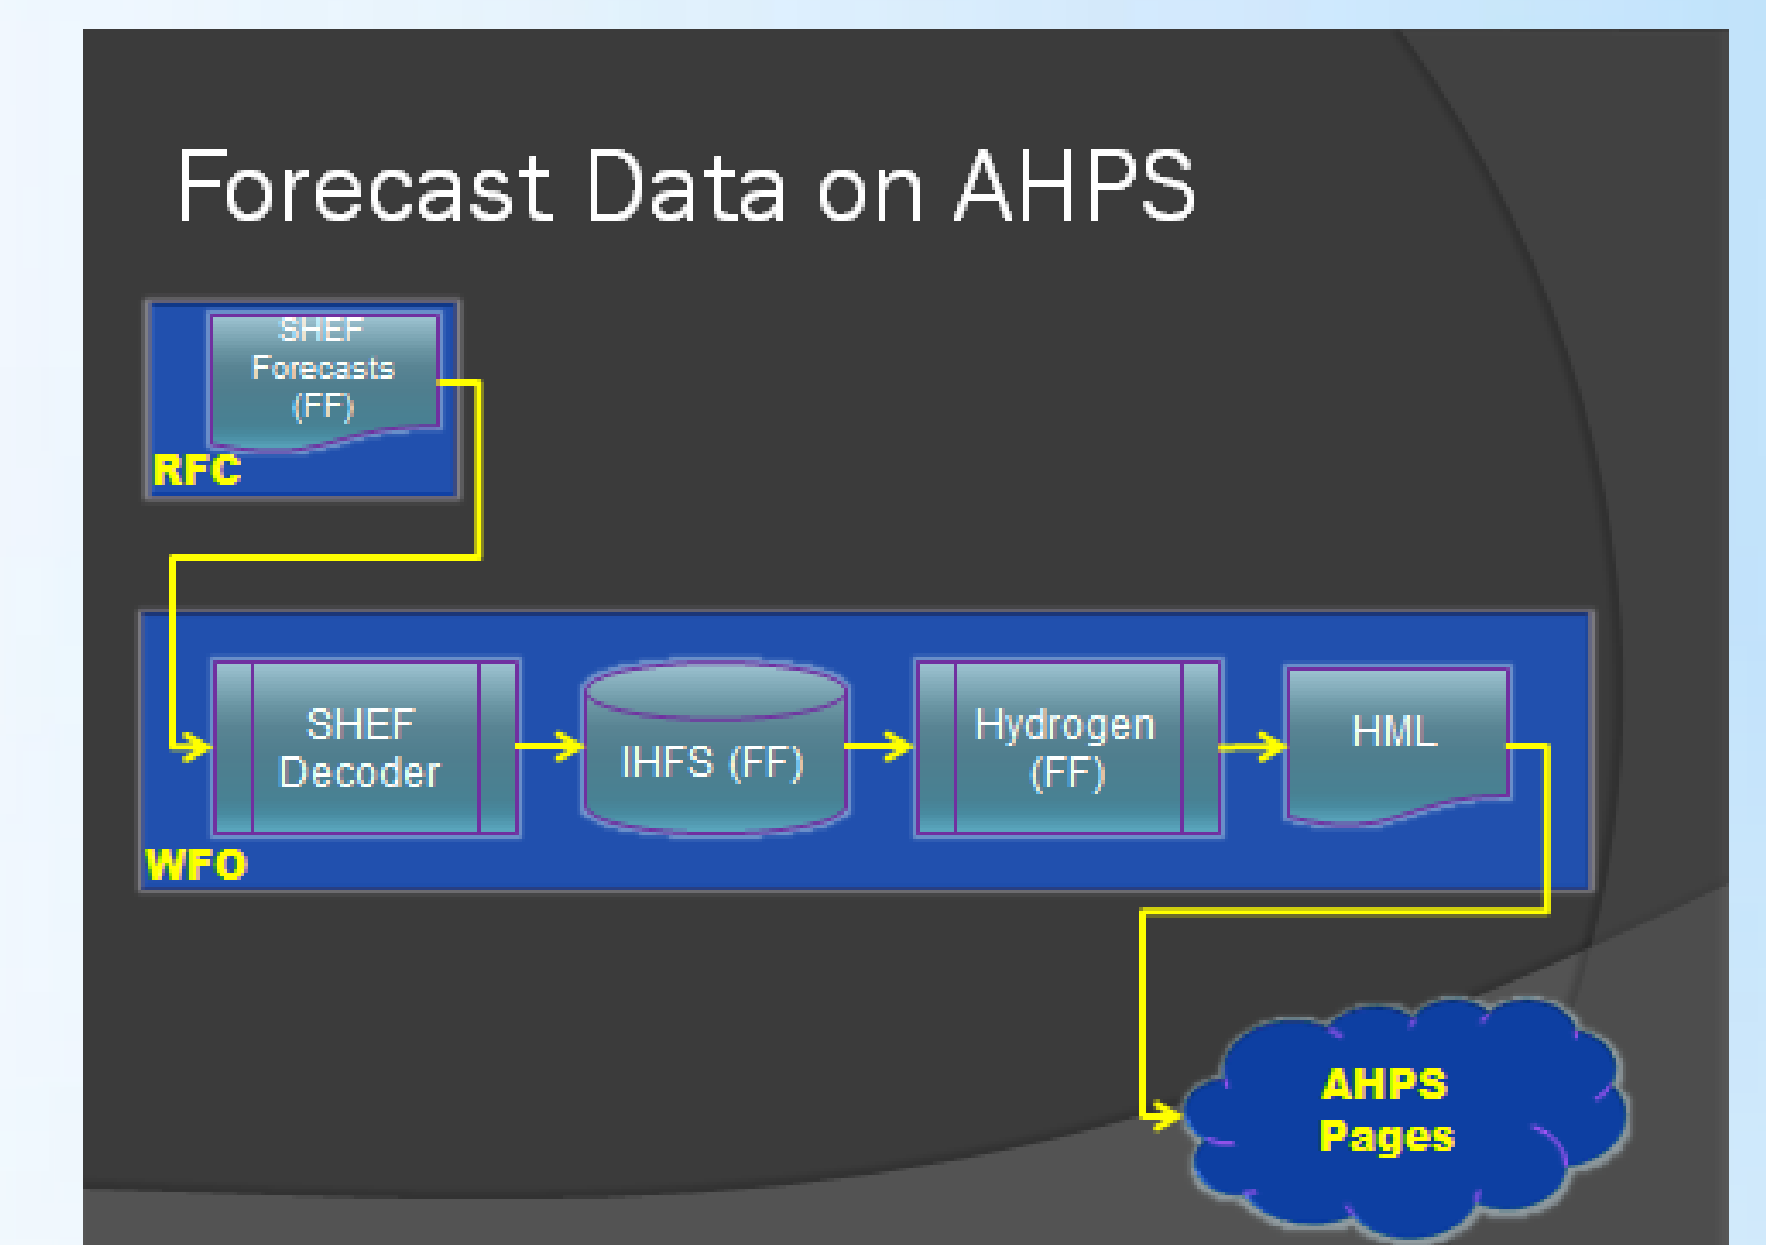 Forecast Data on AHPS
SHEF
Forecasts
(FF)
RFC
SHEF
Decoder
IHFS (FF)
Hydrogen
(FF)
HML
WFO
AHPS
Pages